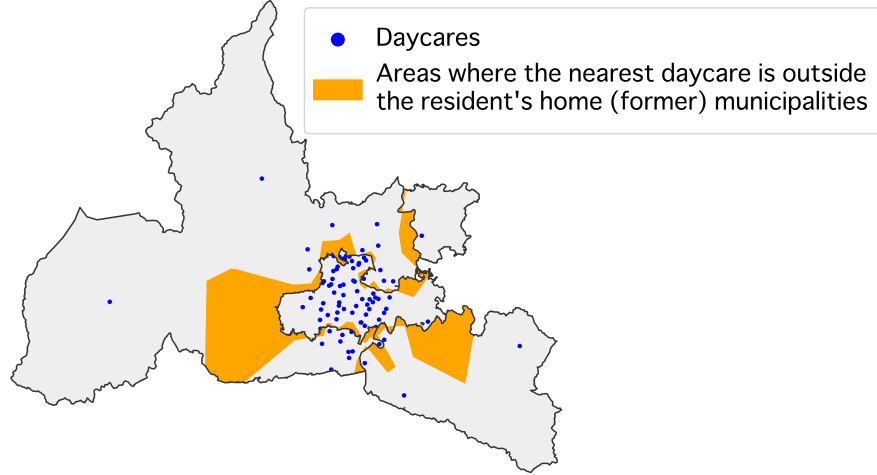 Daycares
Areas where the nearest daycare is outside
the resident's home (former) municipalities